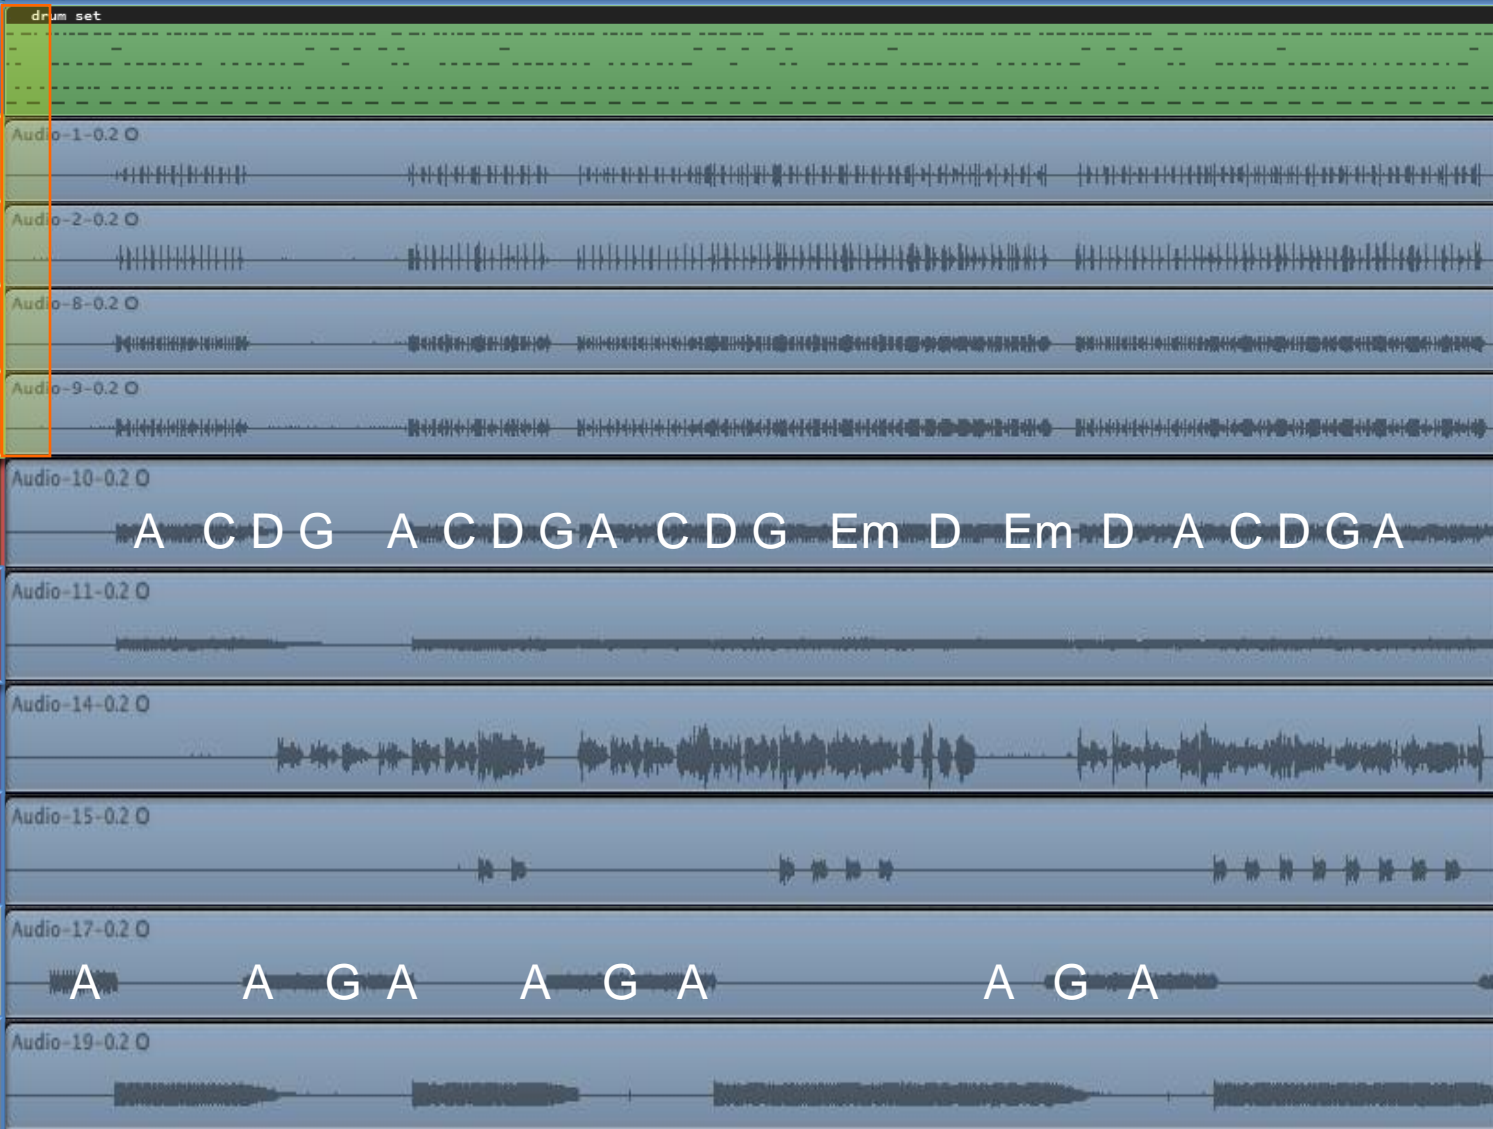 drum set
Audio-1-0.2 O
Audio-2-0.2 O
Audio-8-0.2 O
Audio-9-0.2 O
Audio-10-0.2 O
A C D G A C D G A C D G Em D Em D A C D G A
Audio-11-0.2 O
Audio-14-0.2 O
Audio-15-0.2 O
Audio-17-0.2 O
A A G A A G A A G A
Audio-19-0.2 O